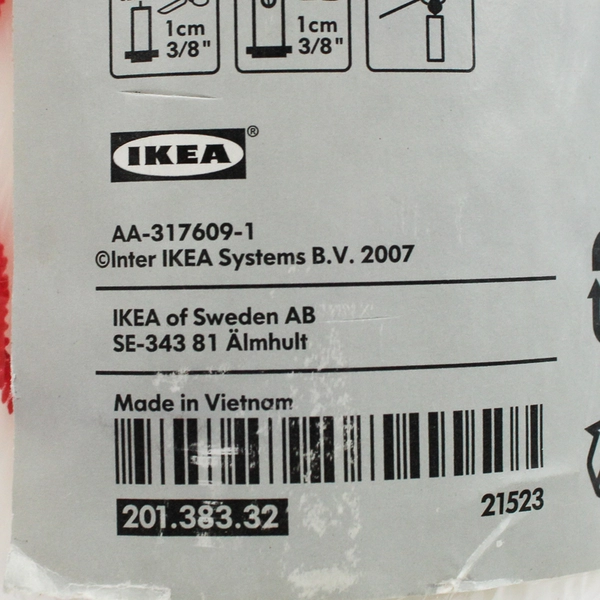 1cm
3/8"
1cm
3/8"
IKEA®
AA-317609-1
©Inter IKEA Systems B.V. 2007
IKEA of Sweden AB
SE-343 81 Älmhult
Made in Vietnam
201.383.32
21523